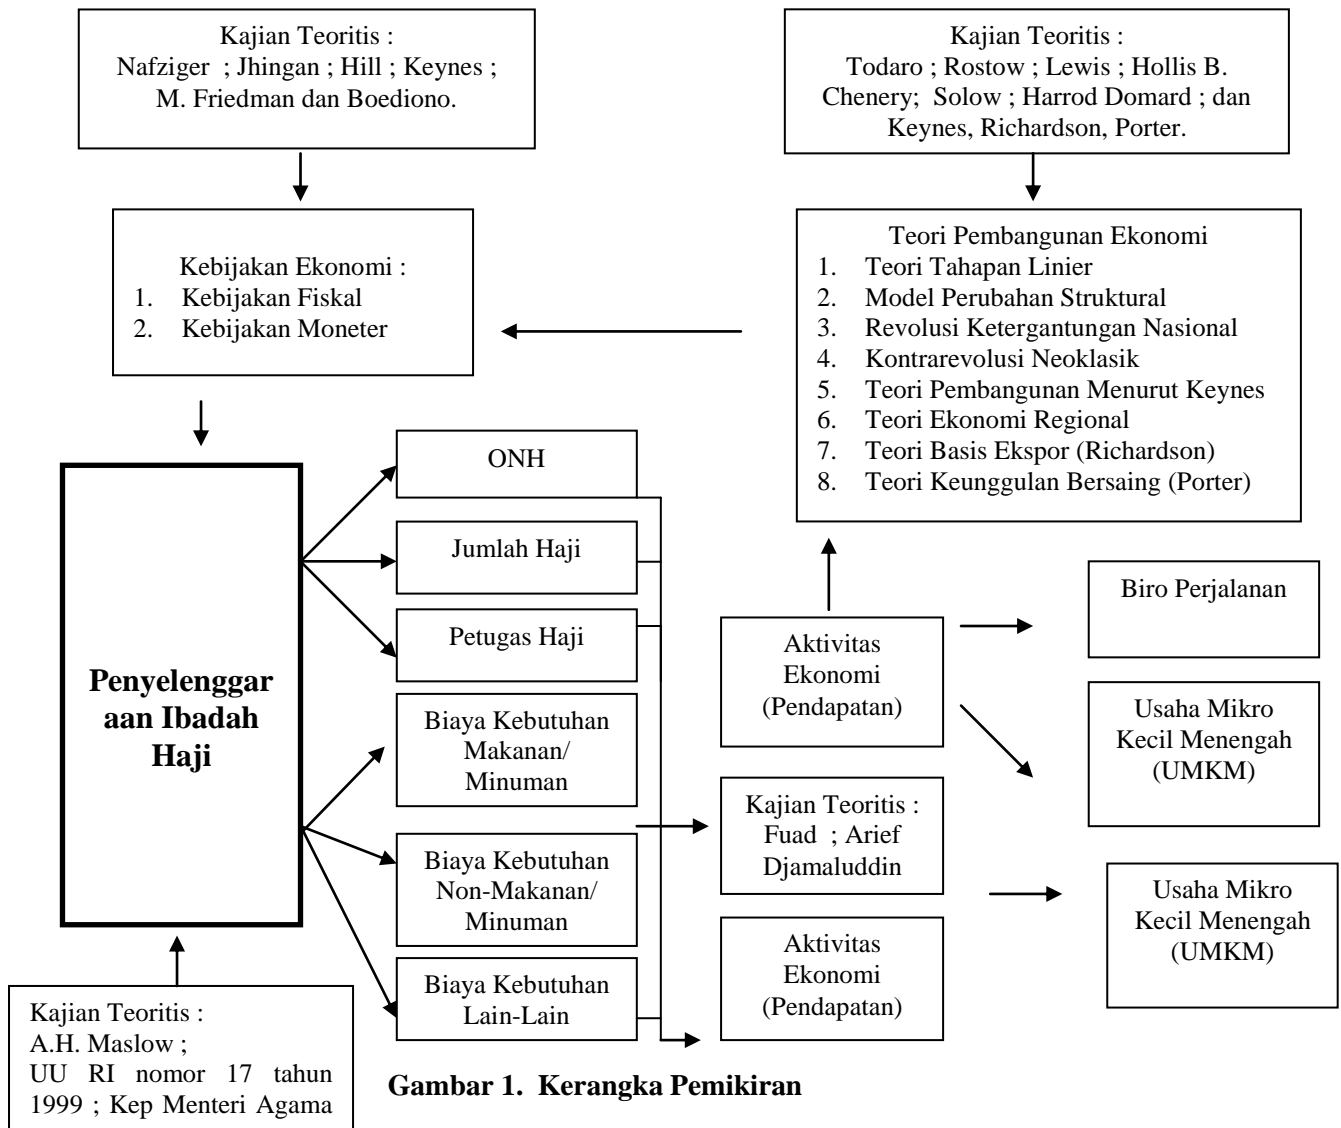 Kajian Teoritis :
Nafziger ; Jhingan ; Hill ; Keynes ;
M. Friedman dan Boediono.
Kajian Teoritis :
Todaro ; Rostow ; Lewis ; Hollis B.
Chenery; Solow ; Harrod Domard ; dan
Keynes, Richardson, Porter.
Kebijakan Ekonomi :
1. Kebijakan Fiskal
2. Kebijakan Moneter
Teori Pembangunan Ekonomi
1. Teori Tahapan Linier
2. Model Perubahan Struktural
3. Revolusi Ketergantungan Nasional
4. Kontrarevolusi Neoklasik
5. Teori Pembangunan Menurut Keynes
6. Teori Ekonomi Regional
7. Teori Basis Ekspor (Richardson)
8. Teori Keunggulan Bersaing (Porter)
Penyelenggar
aan Ibadah
Haji
ONH
Jumlah Haji
Petugas Haji
Biaya Kebutuhan
Makanan/
Minuman
Biaya Kebutuhan
Non-Makanan/
Minuman
Biaya Kebutuhan
Lain-Lain
Aktivitas
Ekonomi
(Pendapatan)
Kajian Teoritis :
Fuad ; Arief
Djamaluddin
Aktivitas
Ekonomi
(Pendapatan)
Biro Perjalanan
Usaha Mikro
Kecil Menengah
(UMKM)
Usaha Mikro
Kecil Menengah
(UMKM)
Kajian Teoritis :
A.H. Maslow ;
UU RI nomor 17 tahun
1999 ; Kep Menteri Agama
Gambar 1. Kerangka Pemikiran